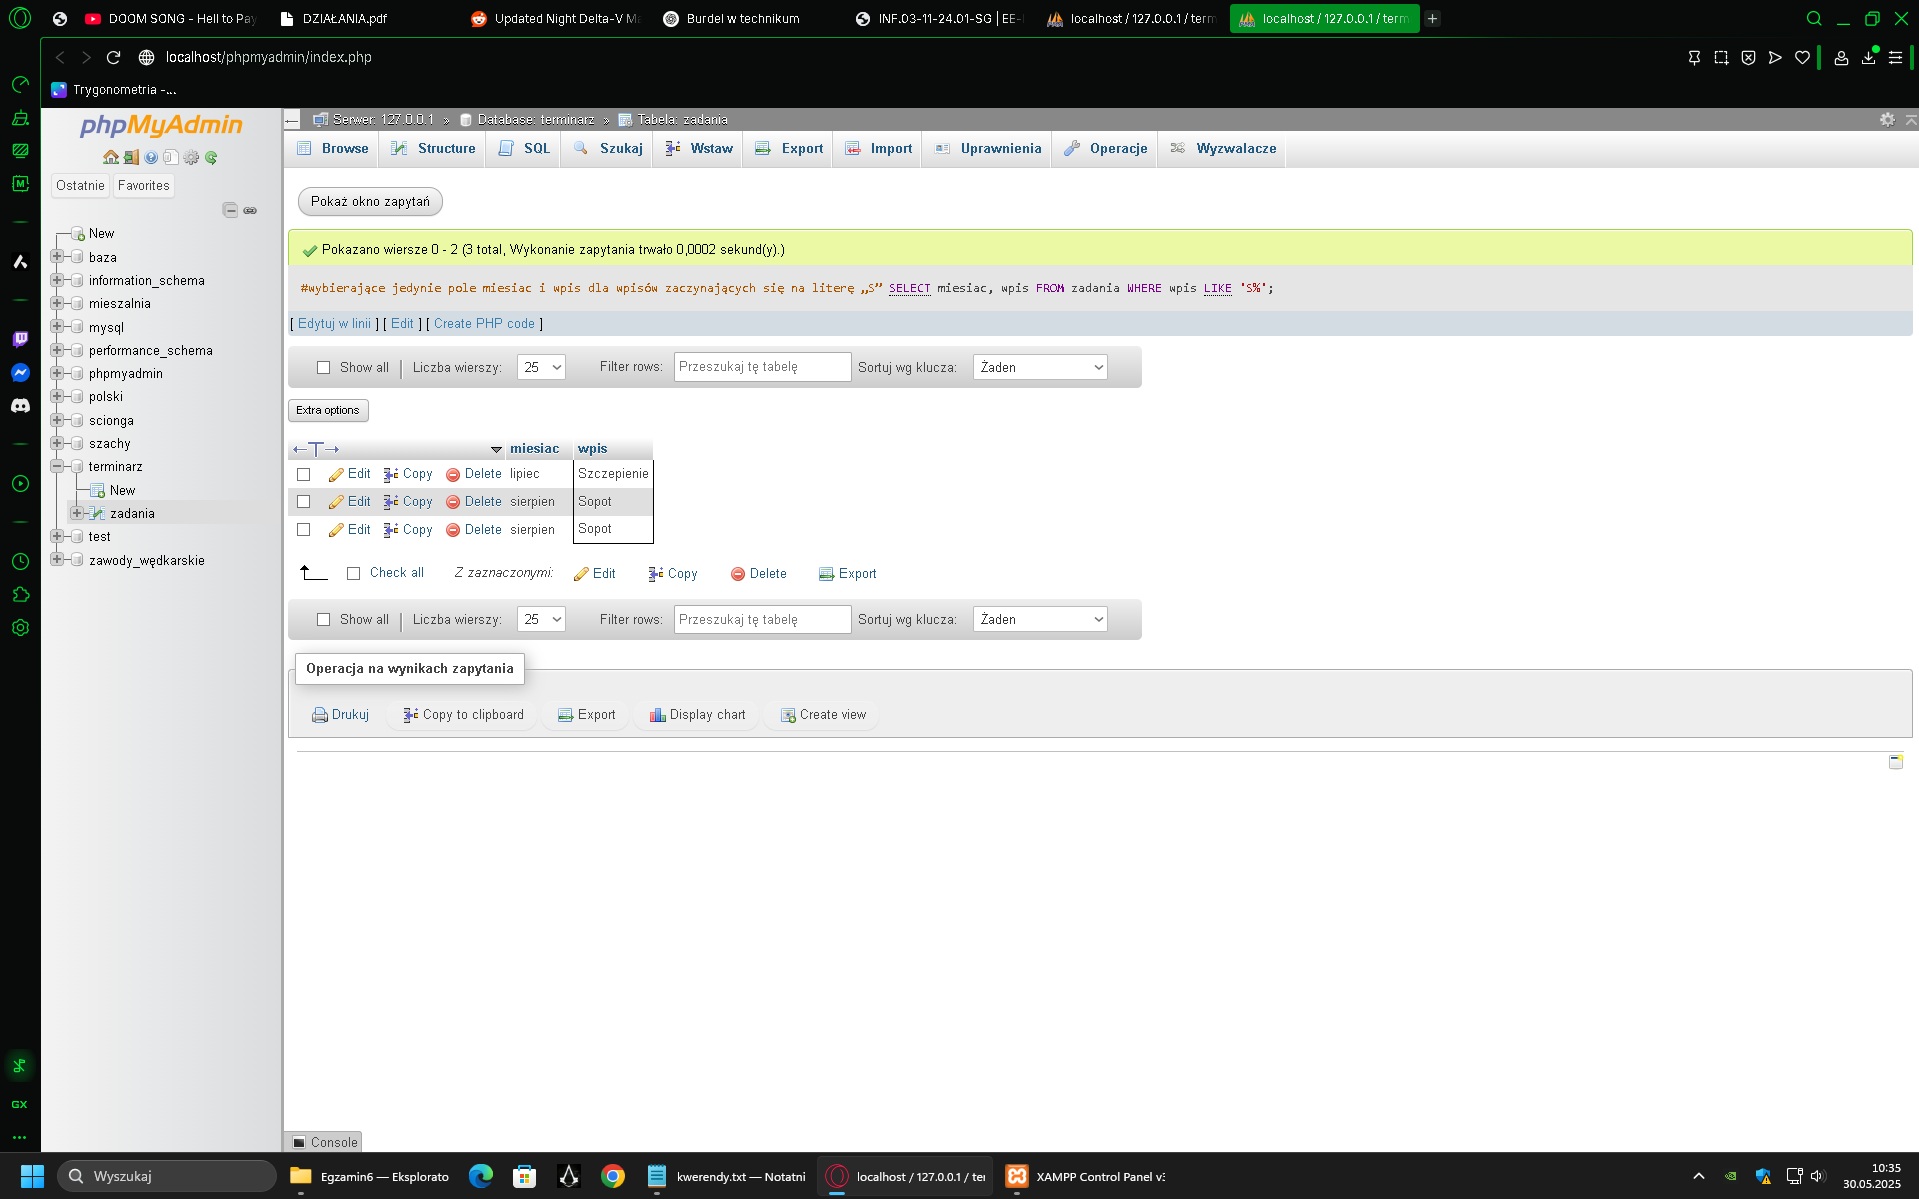 DOOM SONG - Hell to Pay
DZIAŁANIA.pdf
Updated Night Delta-V Ma
Burdel w technikum
INF.03-11-24.01-SG | EE-
localhost / 127.0.0.1 / term
localhost / 127.0.0.1 / term
localhost/phpmyadmin/index.php
Trygonometria -...
phpMyAdmin
Ostatnie
Favorites
New
baza
information_schema
mieszalnia
mysql
performance_schema
phpmyadmin
polski
scionga
szachy
terminarz
New
zadania
test
zawody_wędkarskie
Serwer: 127.0.0.1 » Database: terminarz » Tabela: zadania
Browse Structure SQL Szukaj Wstaw Export Import Uprawnienia Operacje Wyzwalacze
Pokaż okno zapytań
Pokazano wiersze 0 - 2 (3 total, Wykonanie zapytania trwało 0,0002 sekund(y).)
#wybierające jedynie pole miesiac i wpis dla wpisów zaczynających się na literę „S” SELECT miesiac, wpis FROM zadania WHERE wpis LIKE 'S%';
[ Edytuj w linii ] [ Edit ] [ Create PHP code ]
Show all | Liczba wierszy: 25 Filter rows: Przeszukaj tę tabelę Sortuj wg klucza: Żaden
Extra options
←T→ miesiac wpis
Edit Copy Delete lipiec Szczepienie
Edit Copy Delete sierpien Sopot
Edit Copy Delete sierpien Sopot
Check all Z zaznaczonymi: Edit Copy Delete Export
Show all | Liczba wierszy: 25 Filter rows: Przeszukaj tę tabelę Sortuj wg klucza: Żaden
Operacja na wynikach zapytania
Drukuj Copy to clipboard Export Display chart Create view
Console
GX
Wyszukaj
Egzamin6 — Eksplorato
kwerendy.txt — Notatni
localhost / 127.0.0.1 / ter
XAMPP Control Panel v3
10:35
30.05.2025